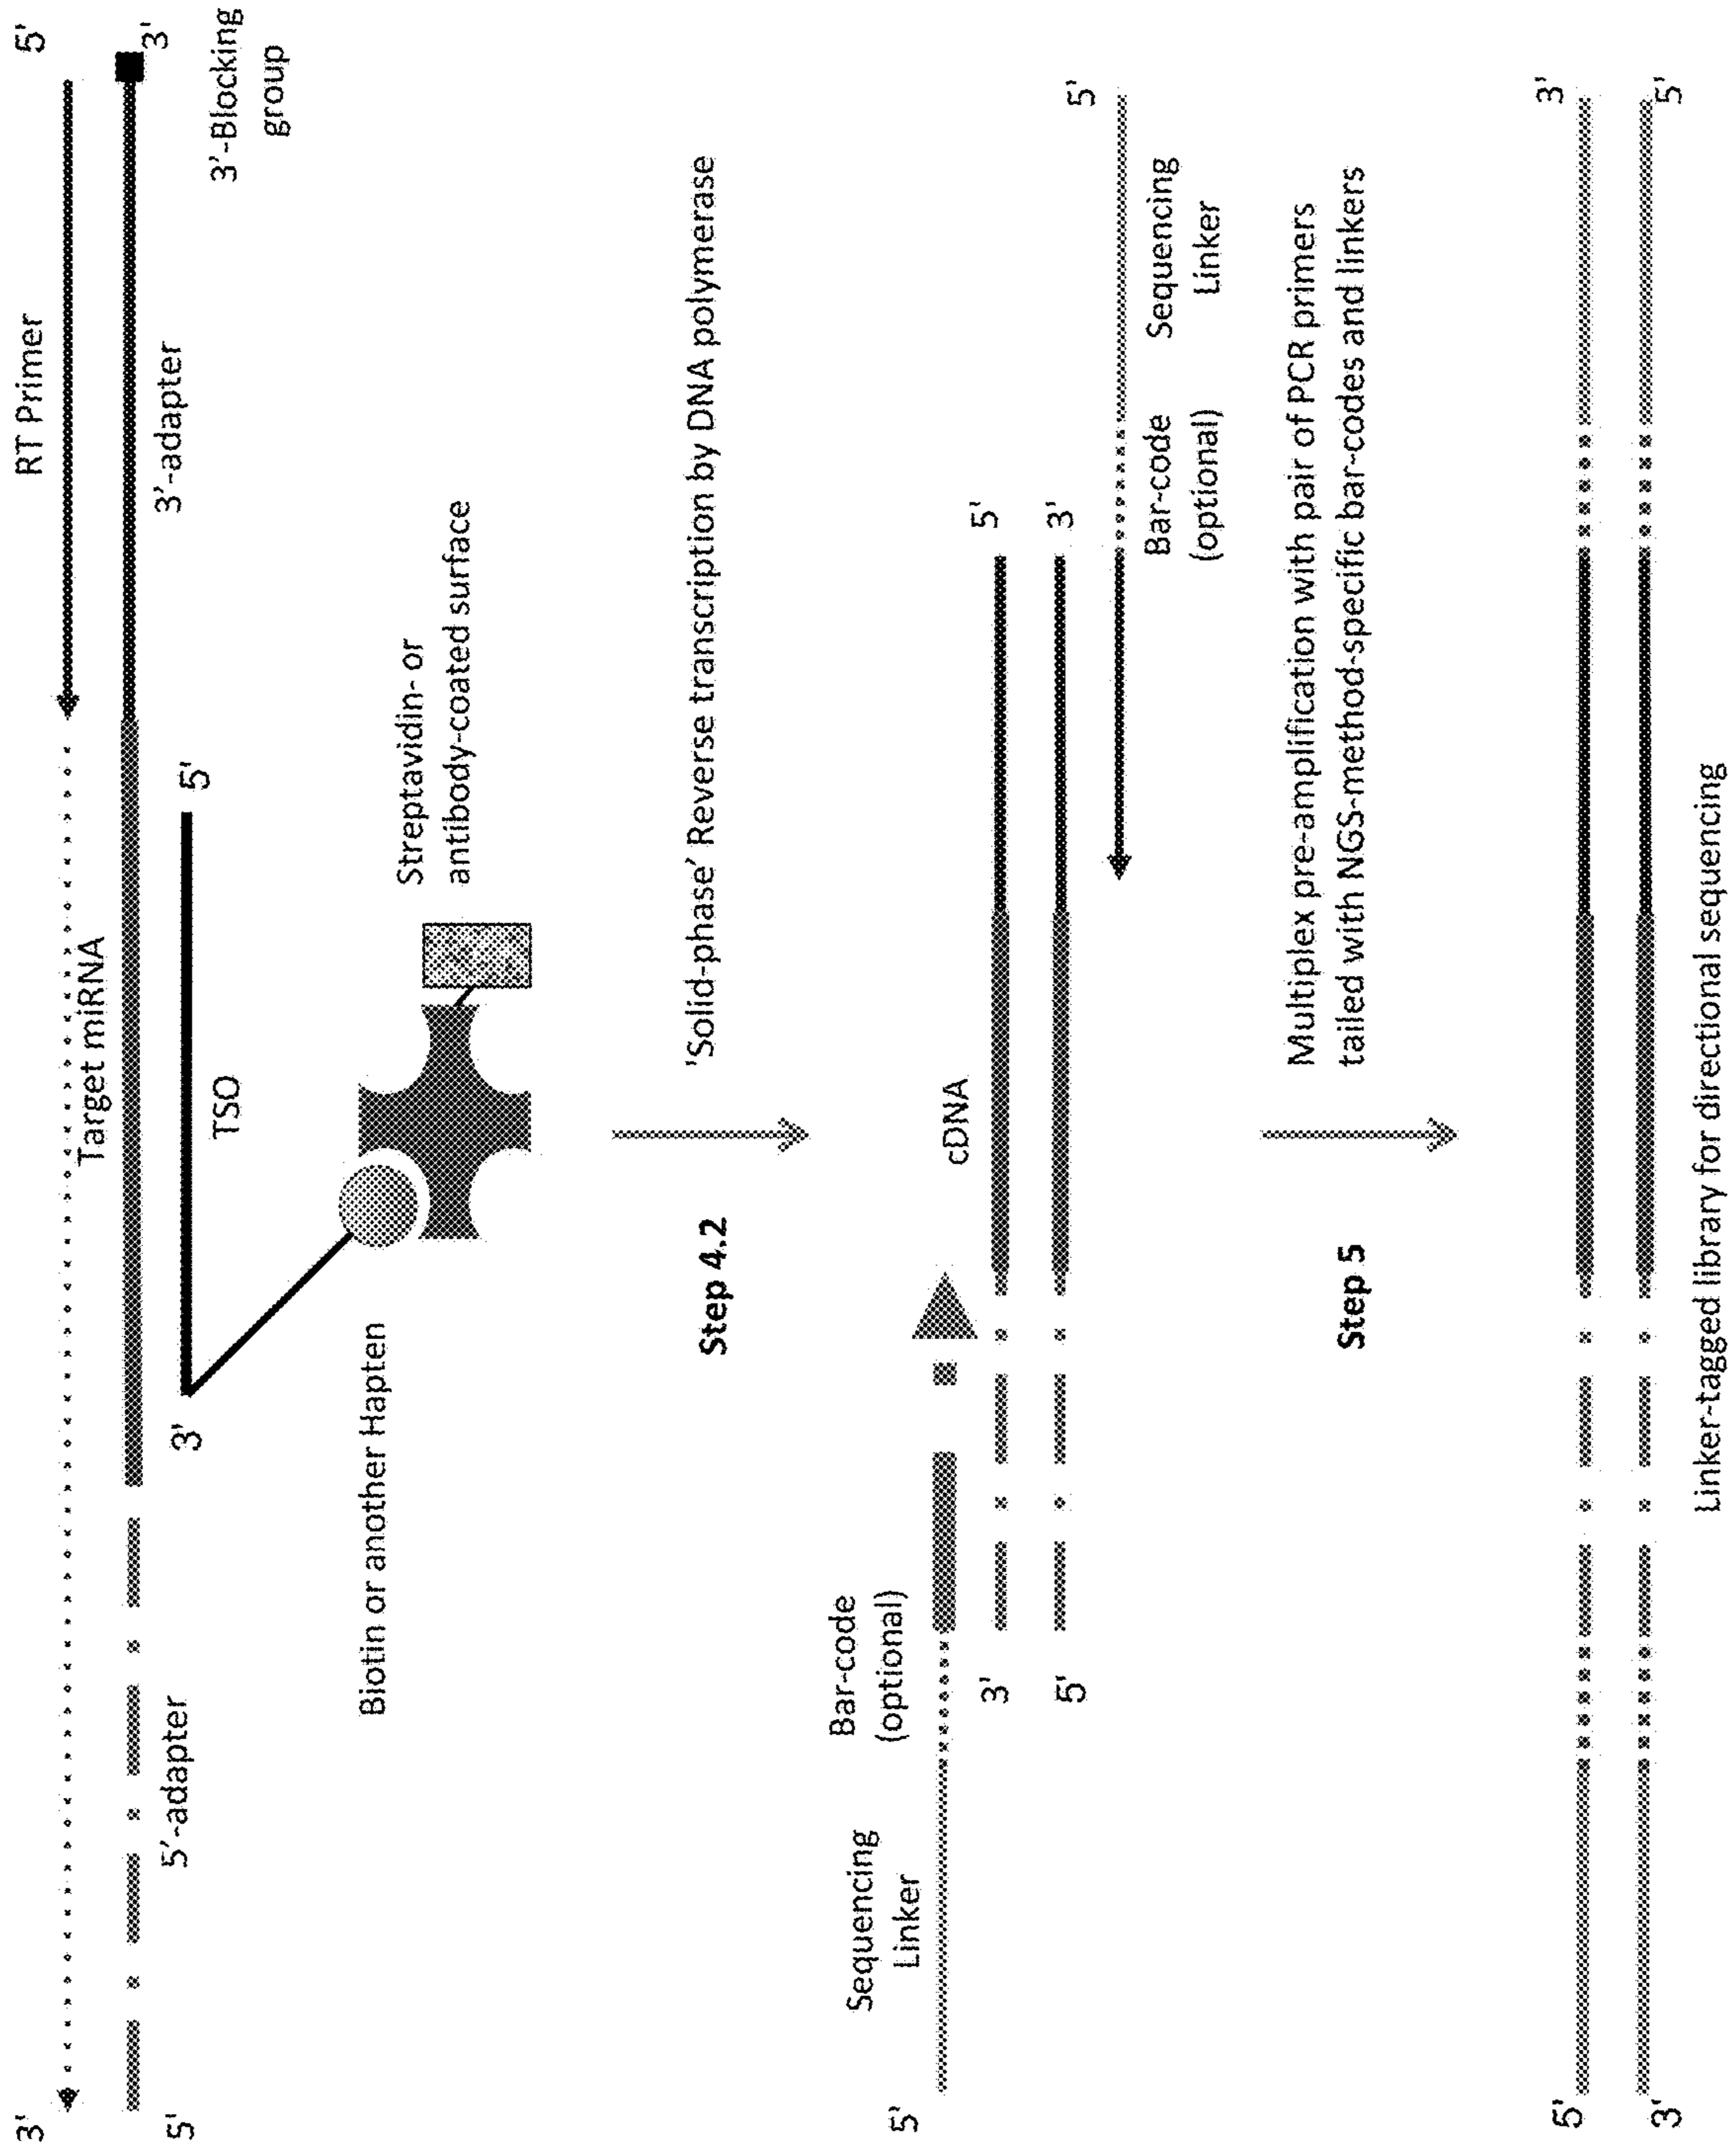 RT Primer
3'
5'
Target miRNA
5'
3'
5'-adapter
3'-adapter
3'-Blocking
group
3'
5'
TSO
Biotin or another Hapten
Streptavidin- or
antibody-coated surface
Step 4.2
'Solid-phase' Reverse transcription by DNA polymerase
Sequencing
Linker
Bar-code
(optional)
5'
cDNA
3'
5'
5'
3'
5'
Bar-code
(optional)
Sequencing
Linker
Step 5
Multiplex pre-amplification with pair of PCR primers
tailed with NGS-method-specific bar-codes and linkers
5'
3'
3'
5'
Linker-tagged library for directional sequencing